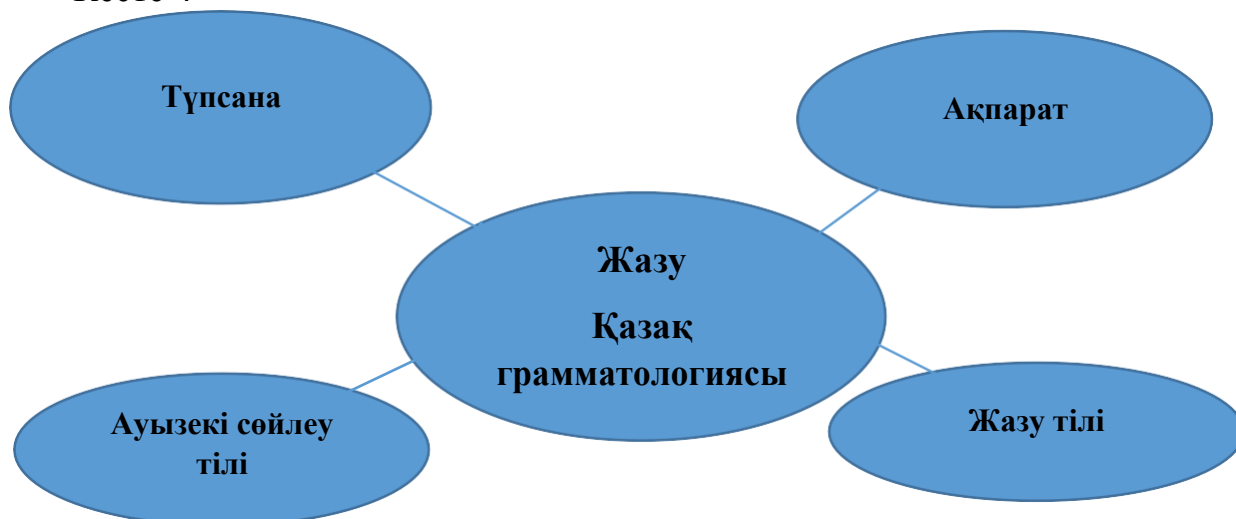 Түпсана
Ақпарат
Жазу
Қазақ
грамматологиясы
Ауызекі сөйлеу
тілі
Жазу тілі